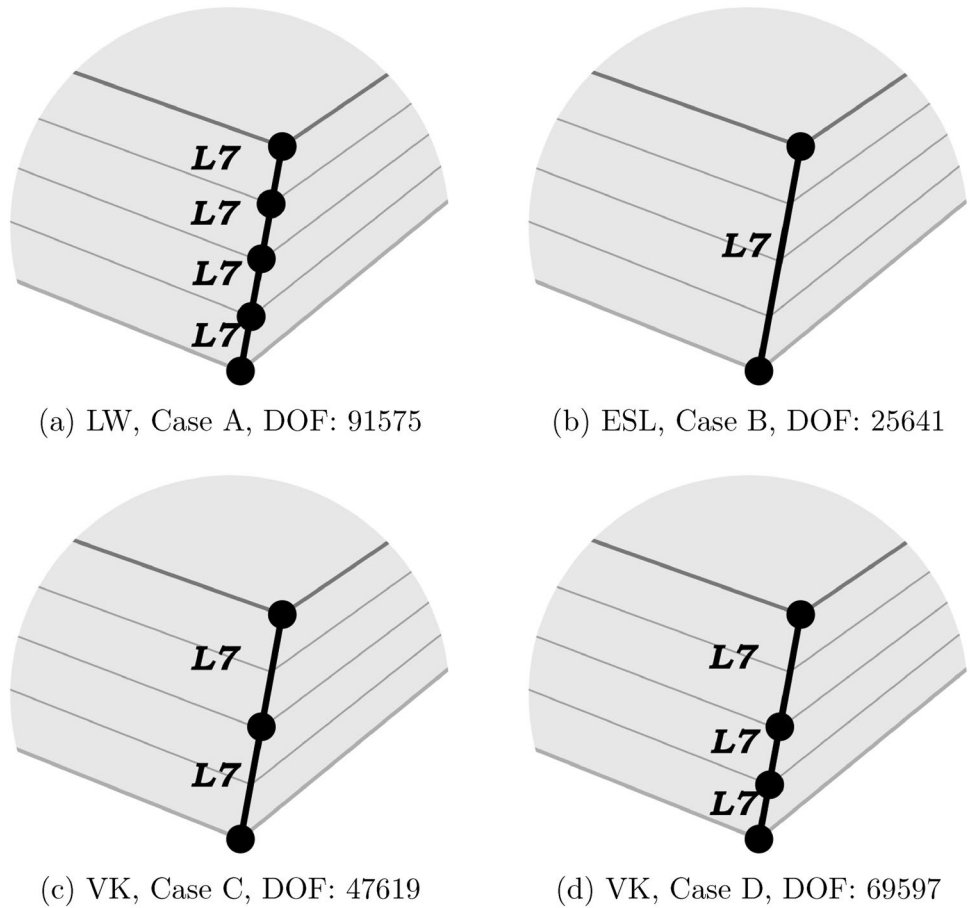 L7
L7
L7
L7
(a) LW, Case A, DOF: 91575
L7
(b) ESL, Case B, DOF: 25641
L7
L7
(c) VK, Case C, DOF: 47619
L7
L7
L7
(d) VK, Case D, DOF: 69597